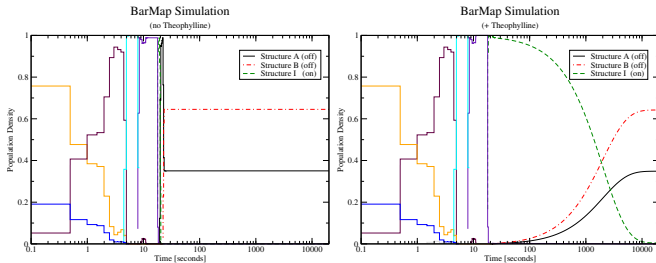 BarMap Simulation
(no Theophylline)
Structure A (off)
Structure B (off)
Structure I (on)
Population Density
1
0.8
0.6
0.4
0.2
0
0.1
1
10
100
1000
10000
Time [seconds]
BarMap Simulation
(+ Theophylline)
Structure A (off)
Structure B (off)
Structure I (on)
Population Density
1
0.8
0.6
0.4
0.2
0
0.1
1
10
100
1000
10000
Time [seconds]